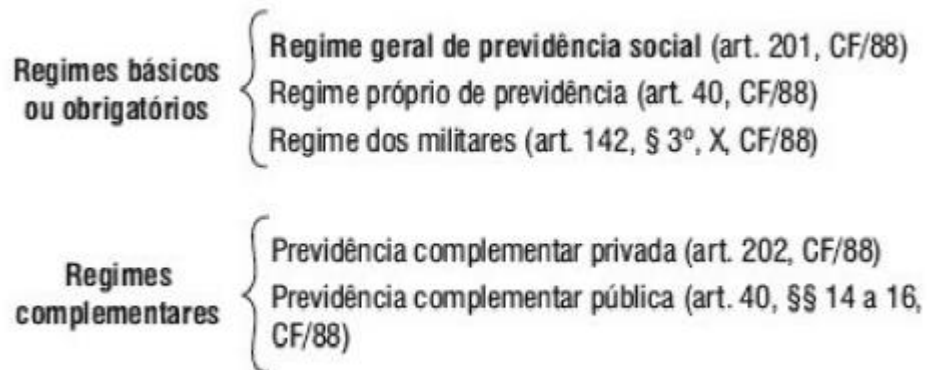 Regimes básicos
ou obrigatórios
Regime geral de previdência social (art. 201, CF/88)
Regime próprio de previdência (art. 40, CF/88)
Regime dos militares (art. 142, § 3º, X, CF/88)
Regimes
complementares
Previdência complementar privada (art. 202, CF/88)
Previdência complementar pública (art. 40, §§ 14 a 16,
CF/88)